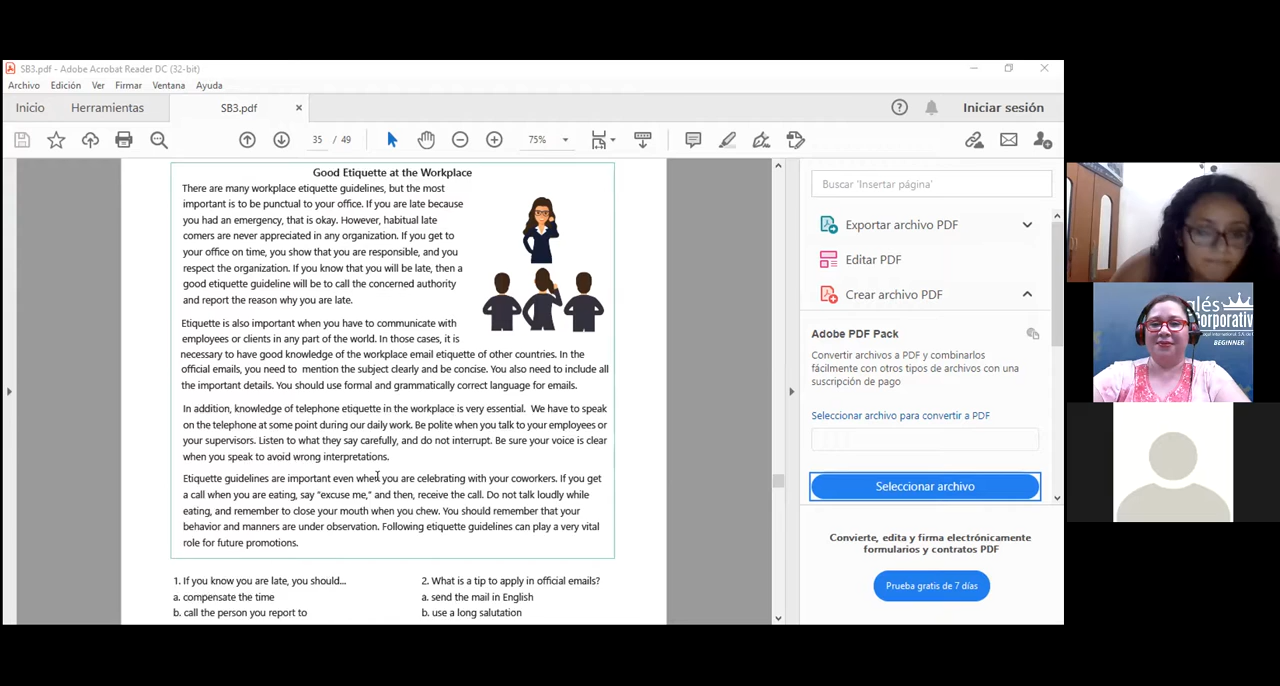 SB3.pdf - Adobe Acrobat Reader DC (32-bit)
Archivo Edición Ver Firmar Ventana Ayuda
Inicio Herramientas SB3.pdf × Iniciar sesión
35 / 49 75%
Good Etiquette at the Workplace
There are many workplace etiquette guidelines, but the most
important is to be punctual to your office. If you are late because
you had an emergency, that is okay. However, habitual late
comers are never appreciated in any organization. If you get to
your office on time, you show that you are responsible, and you
respect the organization. If you know that you will be late, then a
good etiquette guideline will be to call the concerned authority
and report the reason why you are late.
Etiquette is also important when you have to communicate with
employees or clients in any part of the world. In those cases, it is
necessary to have good knowledge of the workplace email etiquette of other countries. In the
official emails, you need to mention the subject clearly and be concise. You also need to include all
the important details. You should use formal and grammatically correct language for emails.
In addition, knowledge of telephone etiquette in the workplace is very essential. We have to speak
on the telephone at some point during our daily work. Be polite when you talk to your employees or
your supervisors. Listen to what they say carefully, and do not interrupt. Be sure your voice is clear
when you speak to avoid wrong interpretations.
Etiquette guidelines are important even when you are celebrating with your coworkers. If you get
a call when you are eating, say “excuse me,” and then, receive the call. Do not talk loudly while
eating, and remember to close your mouth when you chew. You should remember that your
behavior and manners are under observation. Following etiquette guidelines can play a very vital
role for future promotions.
1. If you know you are late, you should...
a. compensate the time
b. call the person you report to
2. What is a tip to apply in official emails?
a. send the mail in English
b. use a long salutation
Buscar 'Insertar página'
Exportar archivo PDF
Editar PDF
Crear archivo PDF
Adobe PDF Pack
Convertir archivos a PDF y combinarlos
fácilmente con otros tipos de archivos con una
suscripción de pago
Seleccionar archivo para convertir a PDF
Seleccionar archivo
Convierte, edita y firma electrónicamente
formularios y contratos PDF
Prueba gratis de 7 días
glés
orporativ
BEGINNER